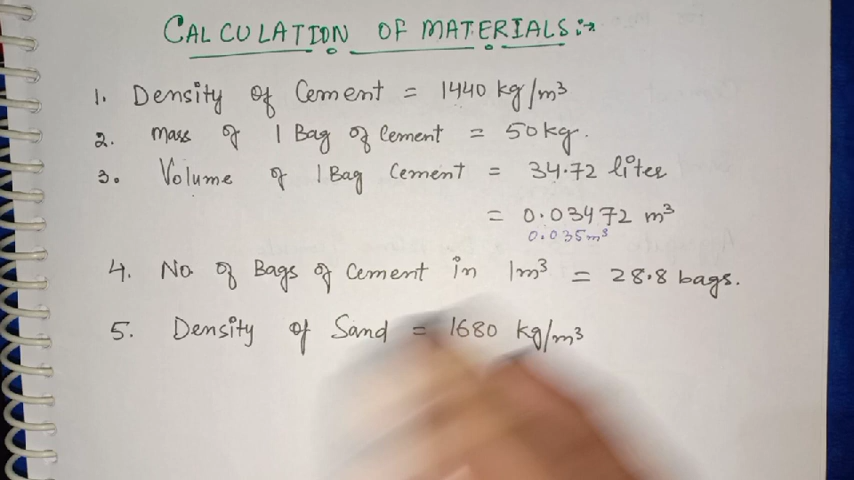 CALCULATION OF MATERIALS:→
1. Density of Cement = 1440 kg/m³
2. Mass of 1 Bag of Cement = 50 kg.
3. Volume of 1 Bag Cement = 34.72 liter
= 0.03472 m³
0.035m³
4. No of Bags of Cement in 1m³ = 28.8 bags.
5. Density of Sand = 1680 kg/m³